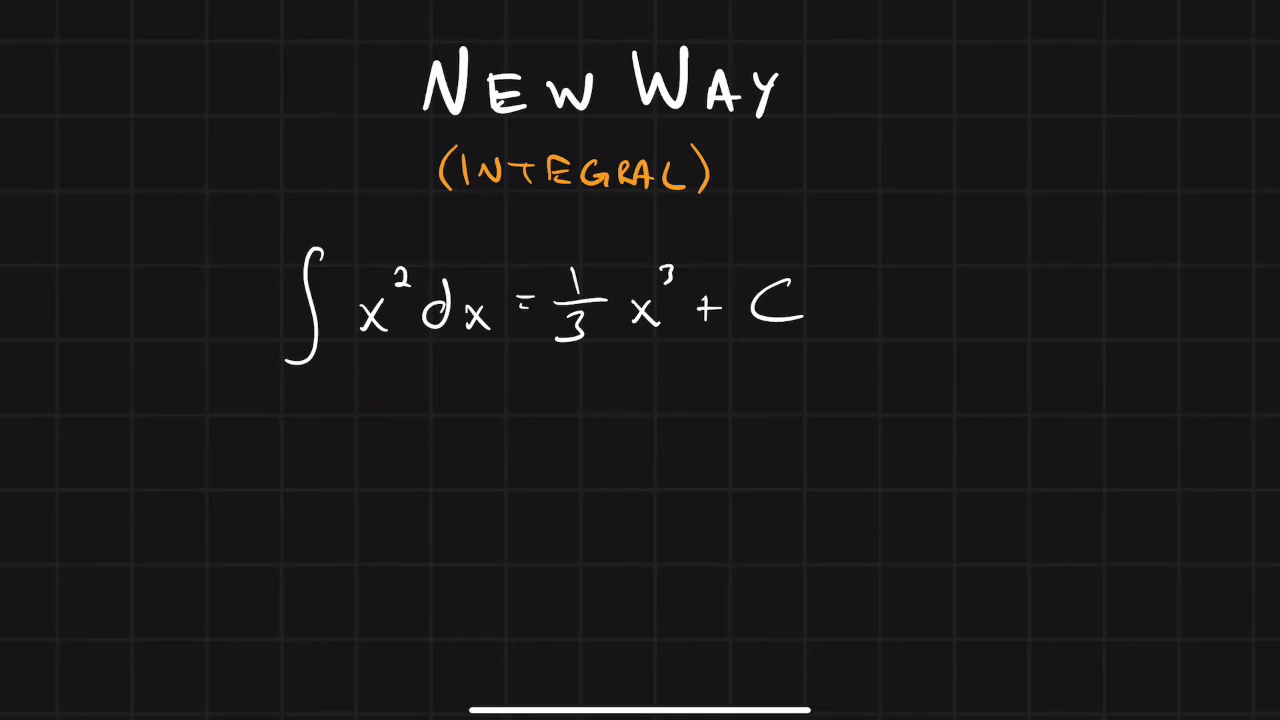 NEW WAY
(INTEGRAL)
∫ x² dx = 1/3 x³ + C